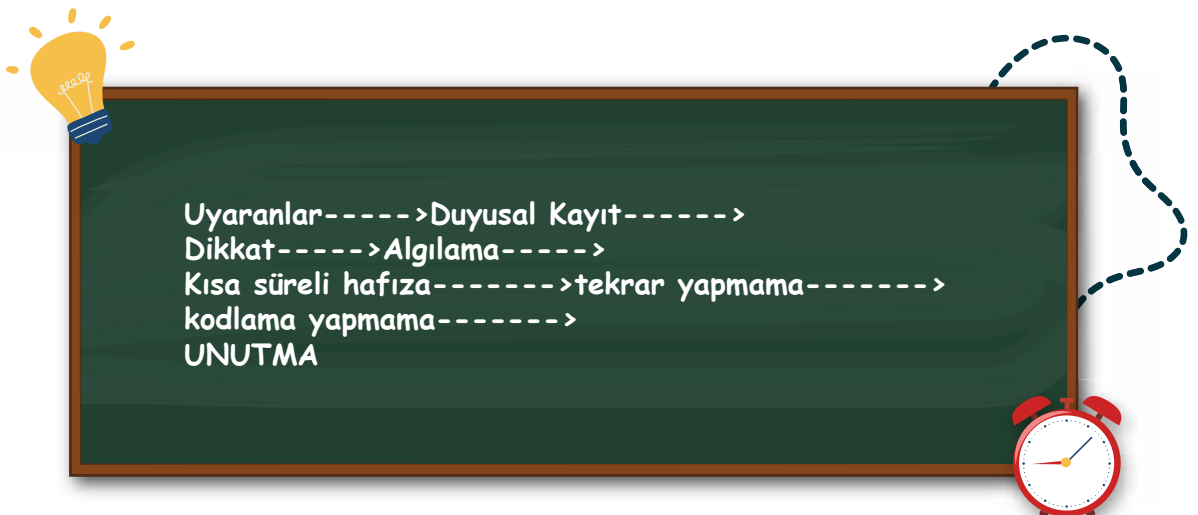 Uyaranlar----->Duyusal Kayıt------>
Dikkat----->Algılama----->
Kısa süreli hafıza------->tekrar yapmama------->
kodlama yapmama------->
UNUTMA